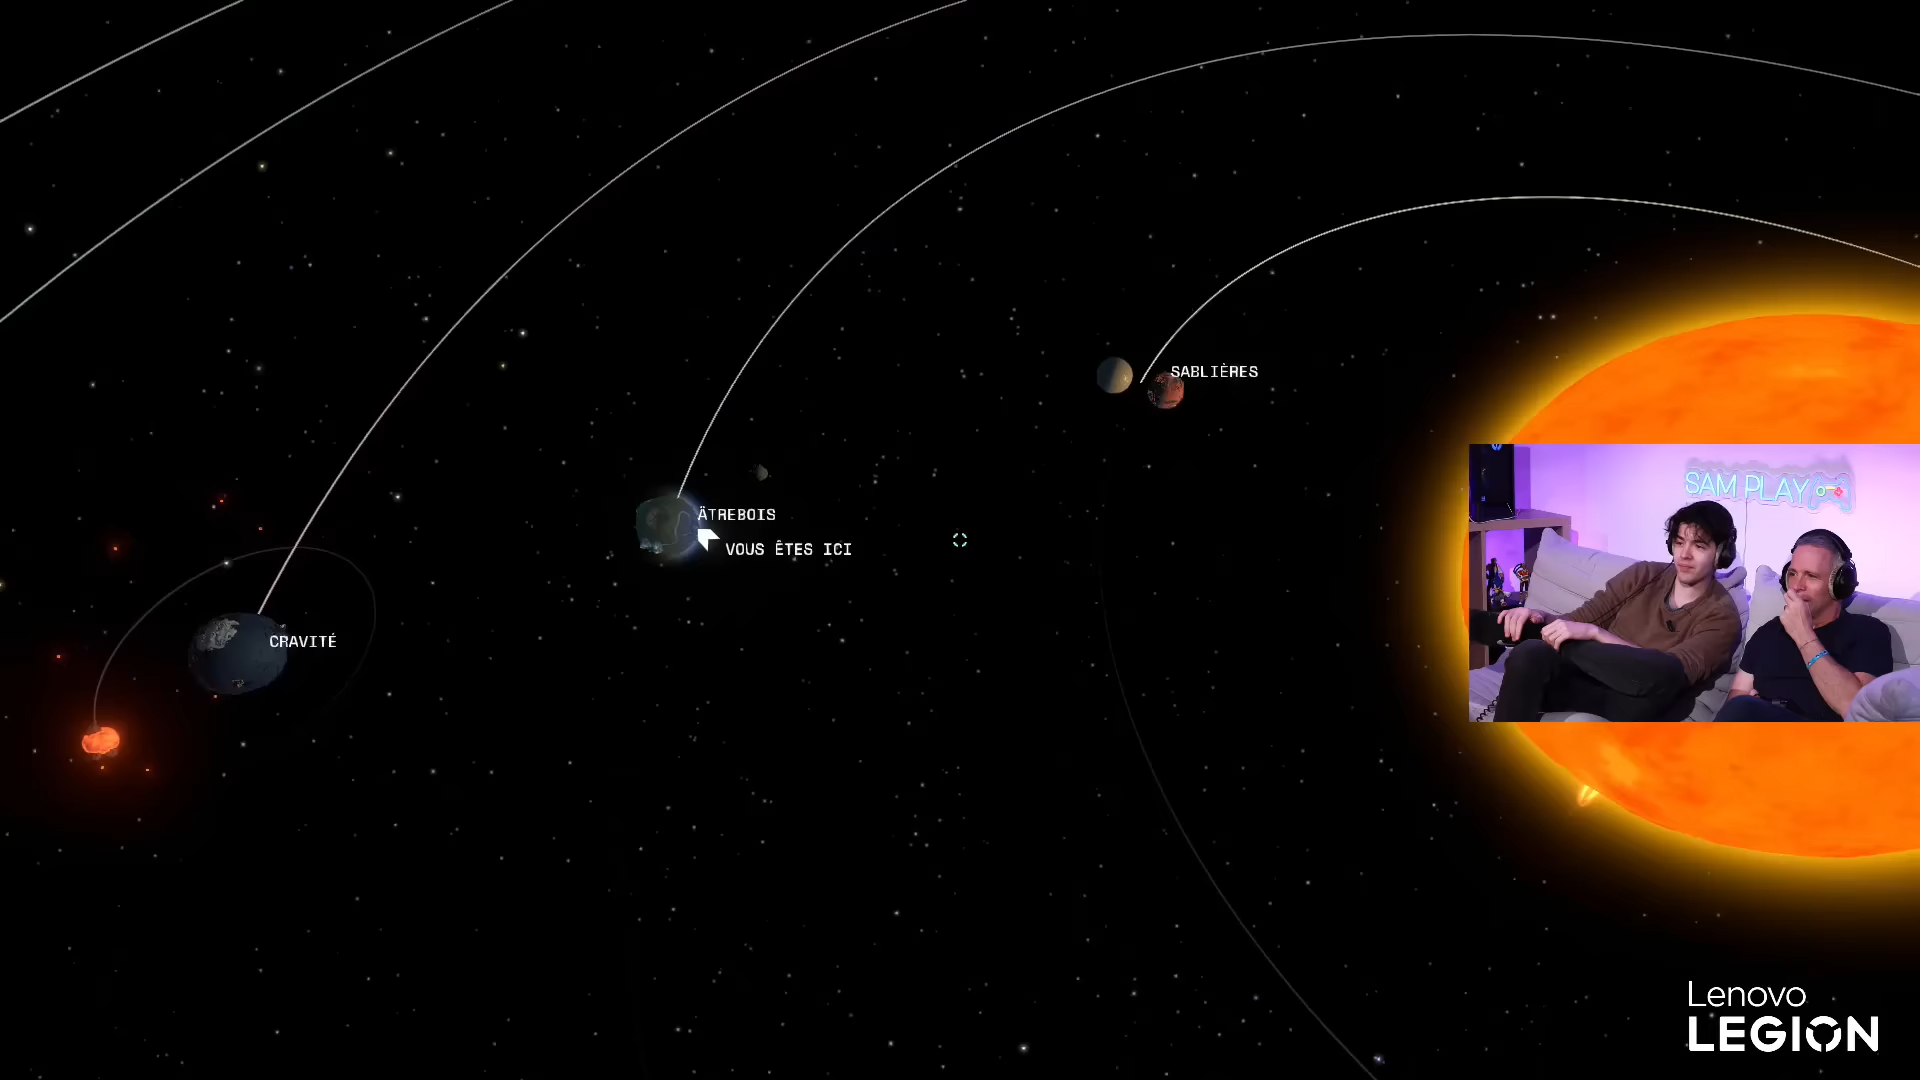 SABLIÈRES
SAM PLAY
ÂTREBOIS
VOUS ÊTES ICI
CRAVITÉ
Lenovo
LEGION